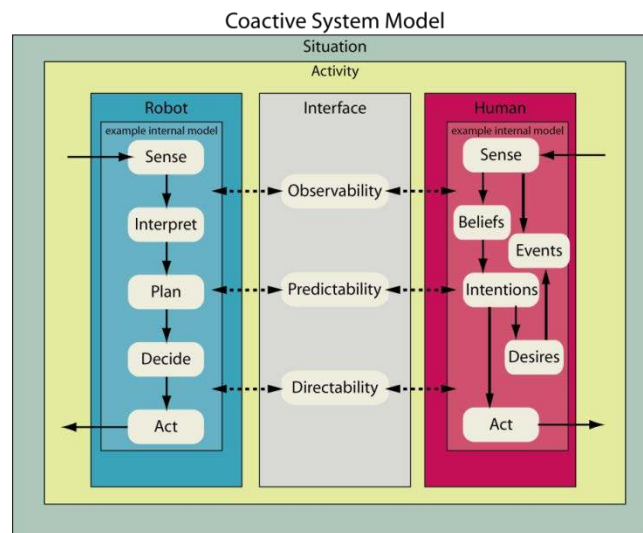 Coactive System Model
Situation
Activity
Robot
example internal model
Sense
Interpret
Plan
Decide
Act
Interface
Observability
Predictability
Directability
Human
example internal model
Sense
Beliefs
Events
Intentions
Desires
Act